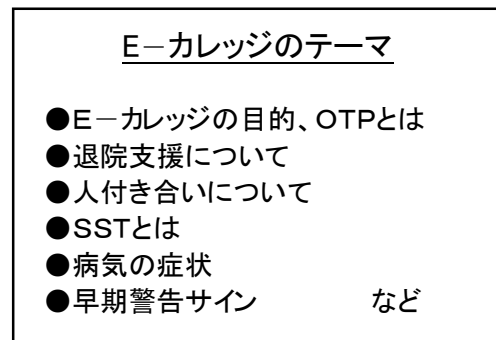 E－カレッジのテーマ
●E－カレッジの目的、OTPとは
●退院支援について
●人付き合いについて
●SSTとは
●病気の症状
●早期警告サイン　　　　など